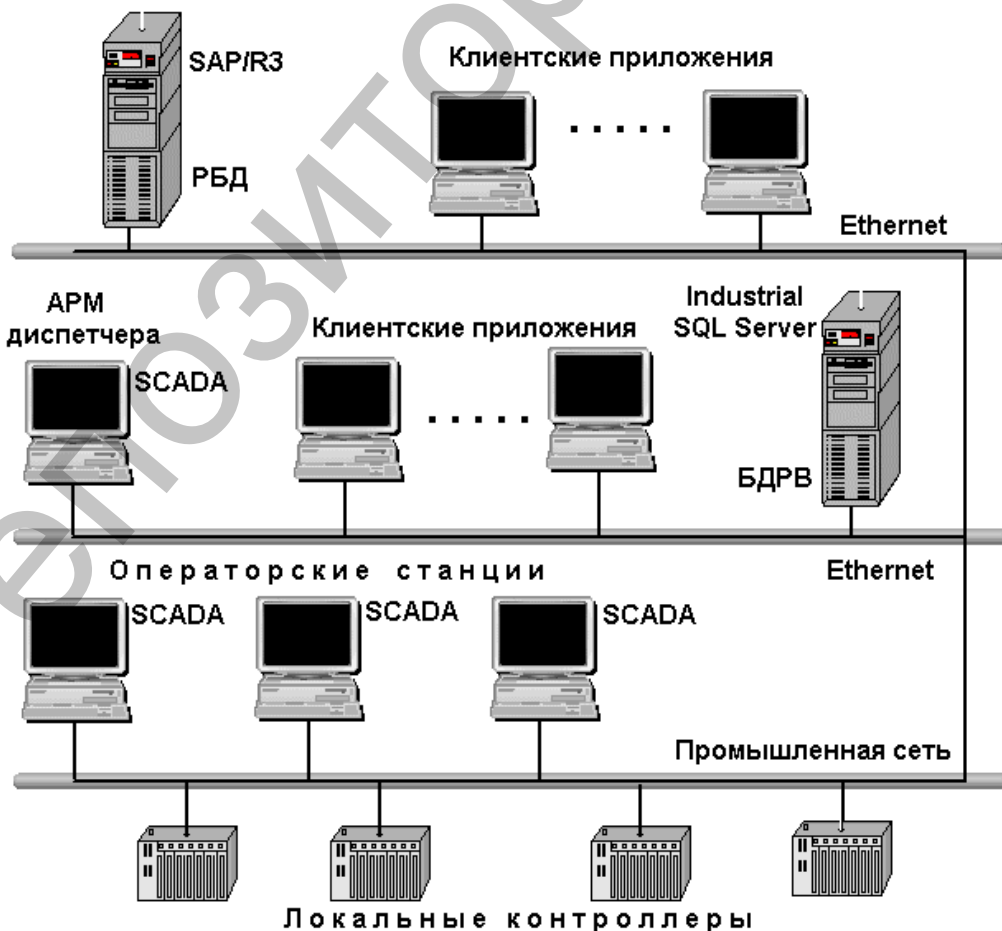 SAP/R3
Клиентские приложения
РБД
Ethernet
АРМ
диспетчера
SCADA
Клиентские приложения
Industrial
SQL Server
БДРВ
Операторские станции
Ethernet
SCADA
SCADA
SCADA
Промышленная сеть
Локальные контроллеры